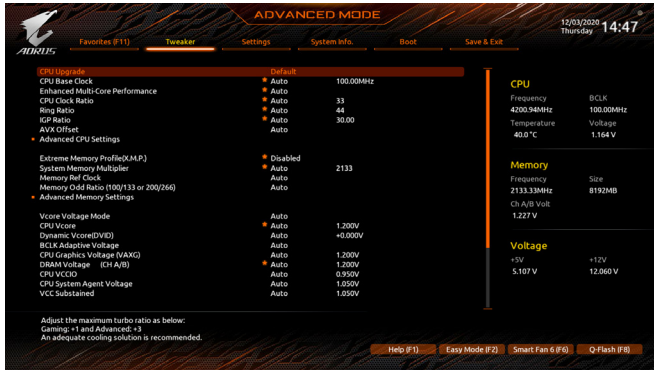 ADVANCED MODE
12/03/2020
Thursday 14:47
AORUS
Favorites (F11) Tweaker Settings System Info. Boot Save & Exit
CPU Upgrade Default
CPU Base Clock Auto 100.00MHz
Enhanced Multi-Core Performance Auto
CPU Clock Ratio Auto 33
Ring Ratio Auto 44
IGP Ratio Auto 30.00
AVX Offset Auto
Advanced CPU Settings
Extreme Memory Profile(X.M.P.) Disabled
System Memory Multiplier Auto 2133
Memory Ref Clock Auto
Memory Odd Ratio (100/133 or 200/266) Auto
Advanced Memory Settings
Vcore Voltage Mode Auto
CPU Vcore Auto 1.200V
Dynamic Vcore(DVID) Auto +0.000V
BCLK Adaptive Voltage Auto
CPU Graphics Voltage (VAXG) Auto 1.200V
DRAM Voltage (CH A/B) Auto 1.200V
CPU VCCIO Auto 0.950V
CPU System Agent Voltage Auto 1.050V
VCC Substained Auto 1.050V
CPU
Frequency BCLK
4200.94MHz 100.00MHz
Temperature Voltage
40.0 °C 1.164 V
Memory
Frequency Size
2133.33MHz 8192MB
Ch A/B Volt
1.227 V
Voltage
+5V +12V
5.107 V 12.060 V
Adjust the maximum turbo ratio as below:
Gaming: +1 and Advanced: +3
An adequate cooling solution is recommended.
Help (F1) Easy Mode (F2) Smart Fan 6 (F6) Q-Flash (F8)